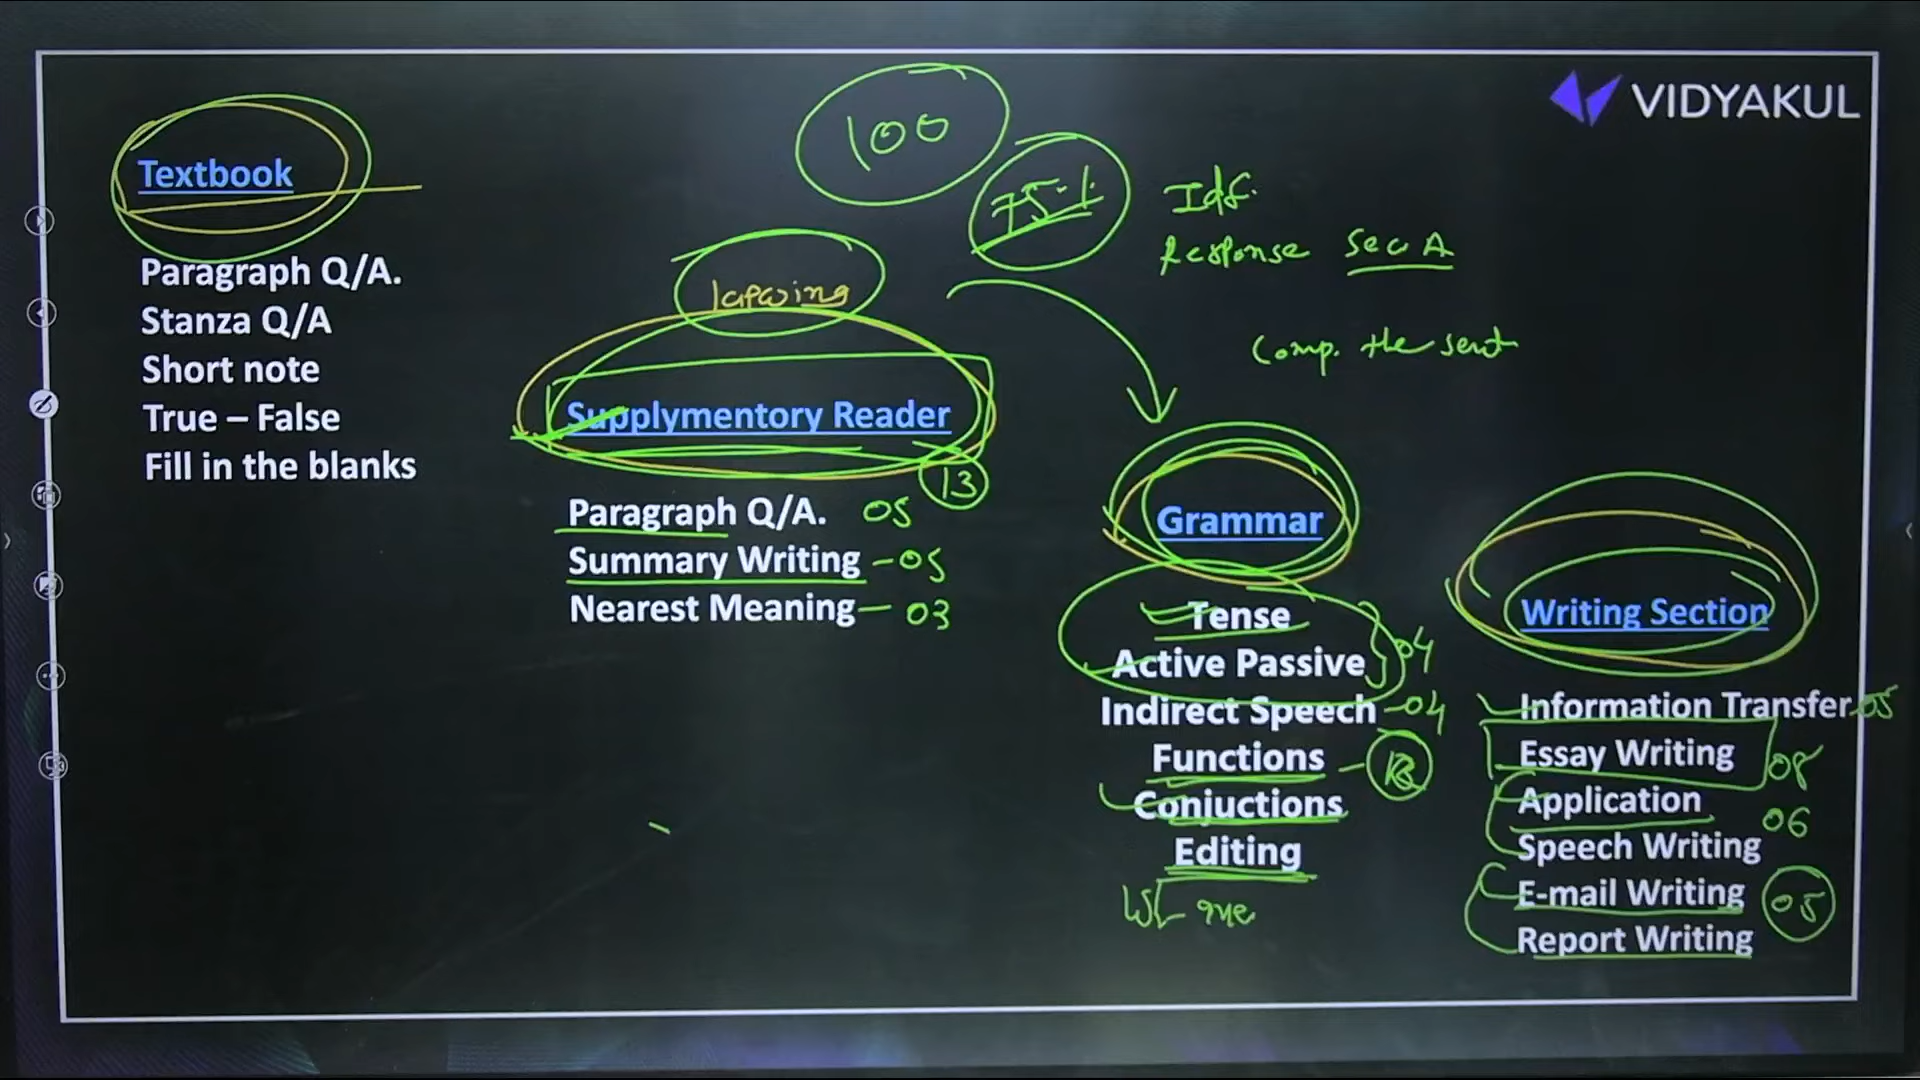 VIDYAKUL
100
75-1.
Textbook
Paragraph Q/A.
Stanza Q/A
Short note
True – False
Fill in the blanks
Supplymentory Reader
13
Paragraph Q/A. 05
Summary Writing - 05
Nearest Meaning - 03
Response Sec A
Comp. the sent
Grammar
Tense
Active Passive 04
Indirect Speech - 04
Functions -
Conjuctions
Editing
Writing Section
Information Transfer 05
Essay Writing 08
Application
06
Speech Writing
E-mail Writing 05
Report Writing